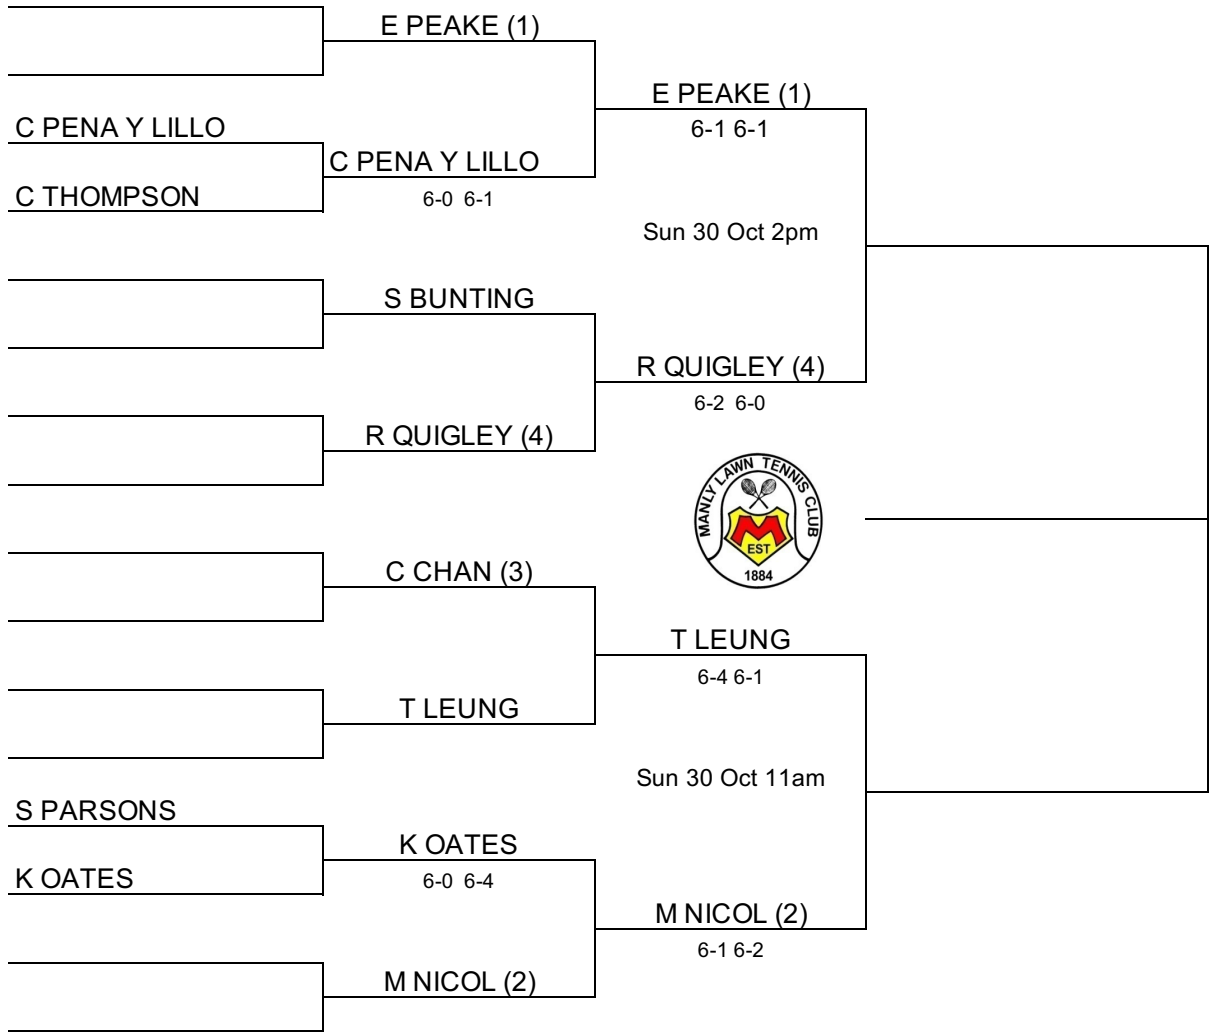 E PEAKE (1)
E PEAKE (1)
6-1 6-1
C PENA Y LILLO
C PENA Y LILLO
6-0 6-1
C THOMPSON
Sun 30 Oct 2pm
S BUNTING
R QUIGLEY (4)
6-2 6-0
R QUIGLEY (4)
MANLY LAWN TENNIS CLUB
M
EST
1884
C CHAN (3)
T LEUNG
6-4 6-1
T LEUNG
Sun 30 Oct 11am
S PARSONS
K OATES
6-0 6-4
K OATES
M NICOL (2)
6-1 6-2
M NICOL (2)